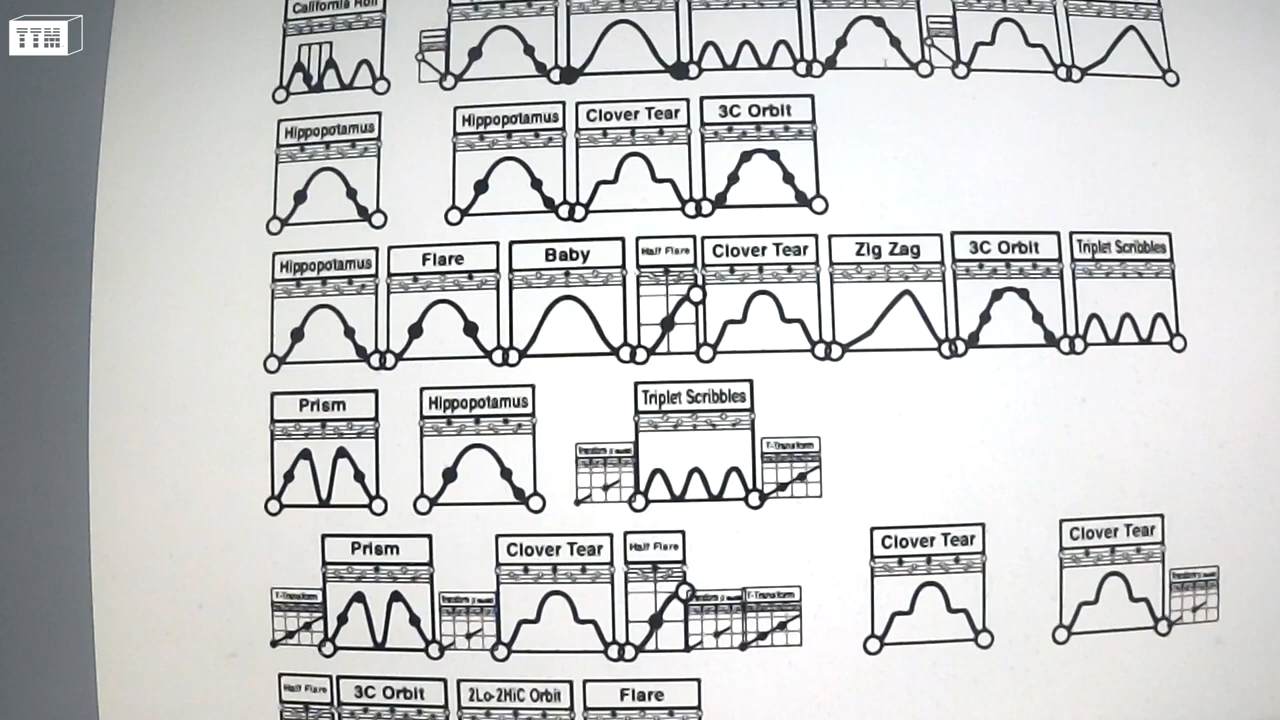 TTM
California Roll
Hippopotamus Hippopotamus Clover Tear 3C Orbit
Hippopotamus Flare Baby Half Flare Clover Tear Zig Zag 3C Orbit Triplet Scribbles
Prism Hippopotamus Triplet Scribbles T-Transform
T-Transform Prism Clover Tear Half Flare T-Transform Clover Tear Clover Tear
Half Flare 3C Orbit 2Lo-2HiC Orbit Flare